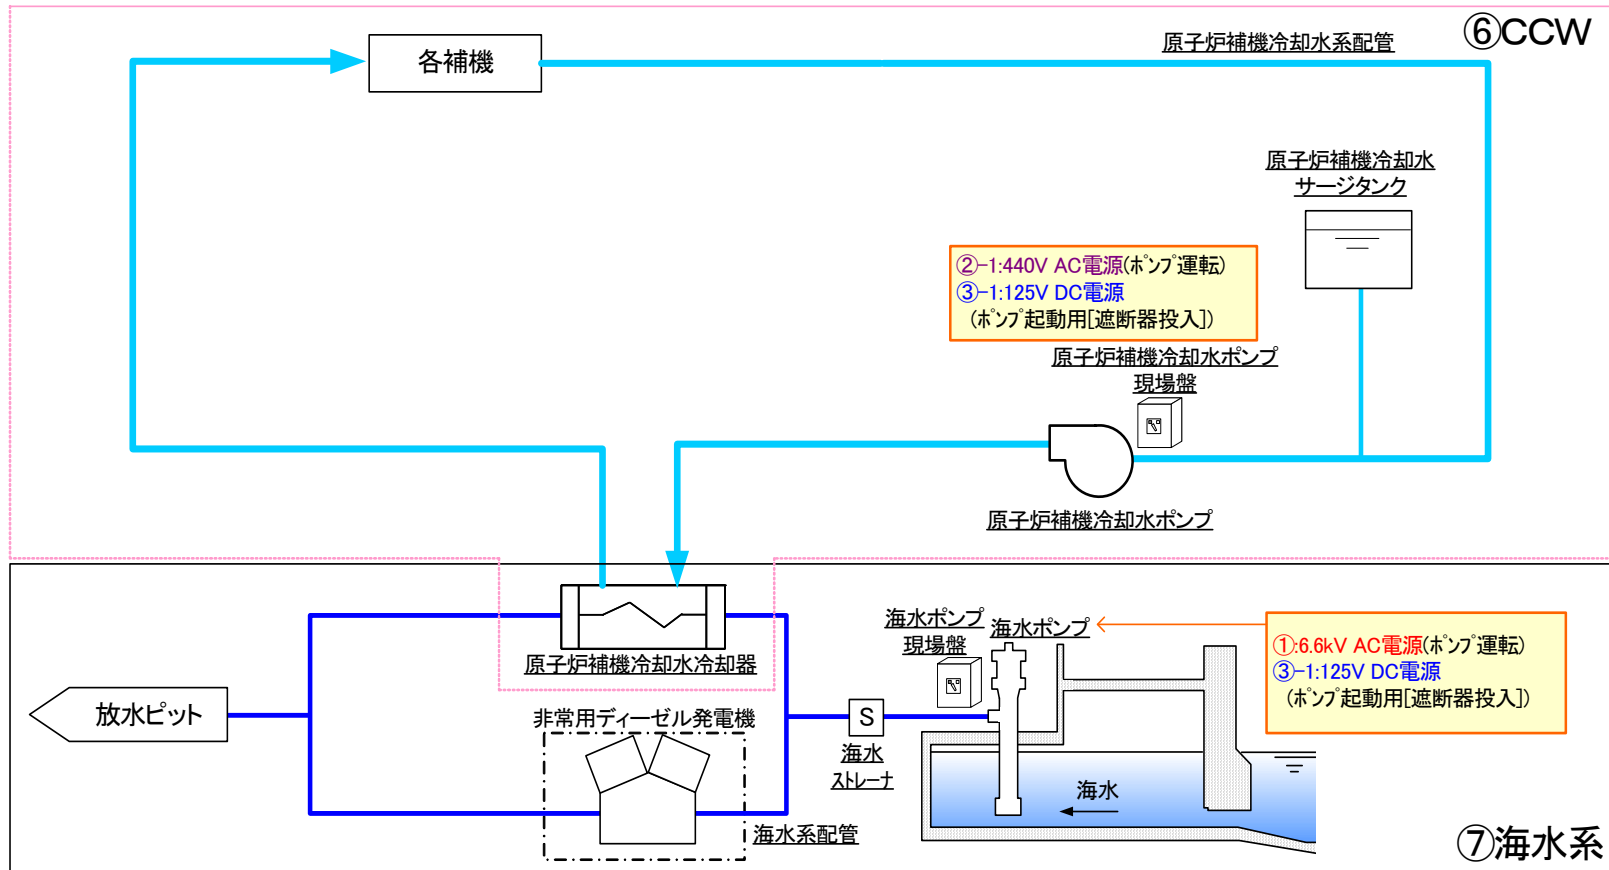 ⑥CCW
原子炉補機冷却水系配管
各補機
原子炉補機冷却水
サージタンク
②-1:440V AC電源(ﾎﾟﾝﾌﾟ運転)
③-1:125V DC電源
(ﾎﾟﾝﾌﾟ起動用[遮断器投入])
原子炉補機冷却水ポンプ
現場盤
原子炉補機冷却水ポンプ
原子炉補機冷却水冷却器
海水ポンプ
現場盤
海水ポンプ
①:6.6kV AC電源(ﾎﾟﾝﾌﾟ運転)
③-1:125V DC電源
(ﾎﾟﾝﾌﾟ起動用[遮断器投入])
放水ピット
非常用ディーゼル発電機
S
海水
ｽﾄﾚｰﾅ
海水
海水系配管
⑦海水系